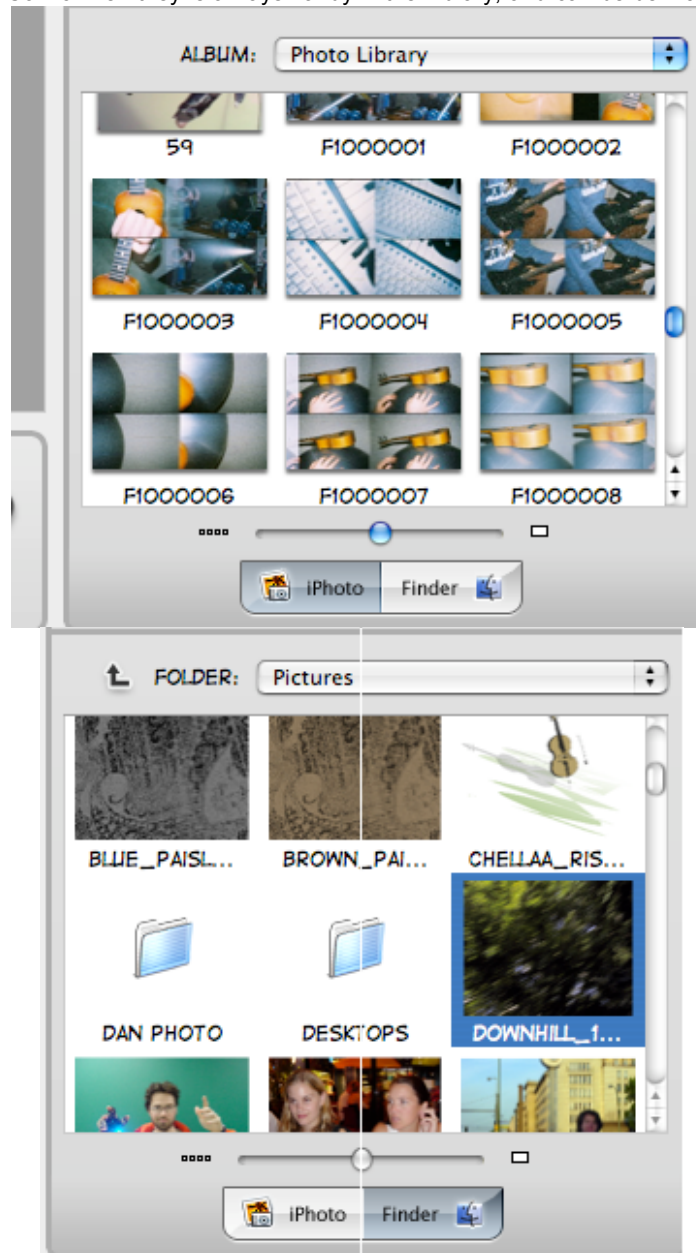 ALBUM: Photo Library
59 F1000001 F1000002
F1000003 F1000004 F1000005
F1000006 F1000007 F1000008
iPhoto Finder
FOLDER: Pictures
BLUE_PAISL... BROWN_PAI... CHELLAA_RIS...
DAN PHOTO DESKTOPS DOWNHILL_1...
iPhoto Finder